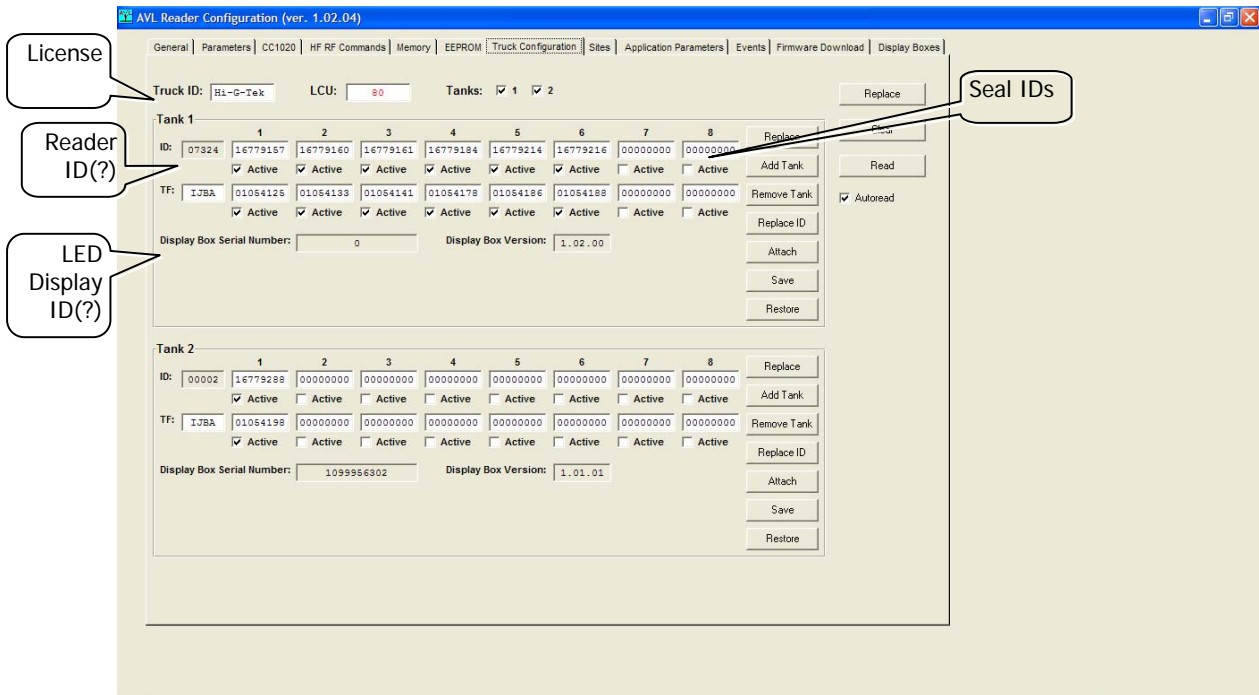 AVL Reader Configuration (ver. 1.02.04)
General Parameters CC1020 HF RF Commands Memory EEPROM Truck Configuration Sites Application Parameters Events Firmware Download Display Boxes
License
Truck ID: Hi-G-Tek LCU: 80 Tanks: 1 2 Replace
Seal IDs
Clear
Read
Autoread
Tank 1
1 2 3 4 5 6 7 8 Replace
Reader
ID(?)
ID: 07324 16779157 16779160 16779161 16779184 16779214 16779216 00000000 00000000
Active Active Active Active Active Active Active Active Add Tank
TF: IJBA 01054125 01054133 01054141 01054178 01054186 01054188 00000000 00000000 Remove Tank
Active Active Active Active Active Active Active Active
Replace ID
LED
Display
ID(?)
Display Box Serial Number: 0 Display Box Version: 1.02.00
Attach
Save
Restore
Tank 2
1 2 3 4 5 6 7 8 Replace
ID: 00002 16779288 00000000 00000000 00000000 00000000 00000000 00000000 00000000
Active Active Active Active Active Active Active Active Add Tank
TF: IJBA 01054198 00000000 00000000 00000000 00000000 00000000 00000000 00000000 Remove Tank
Active Active Active Active Active Active Active Active
Replace ID
Display Box Serial Number: 1099956302 Display Box Version: 1.01.01
Attach
Save
Restore